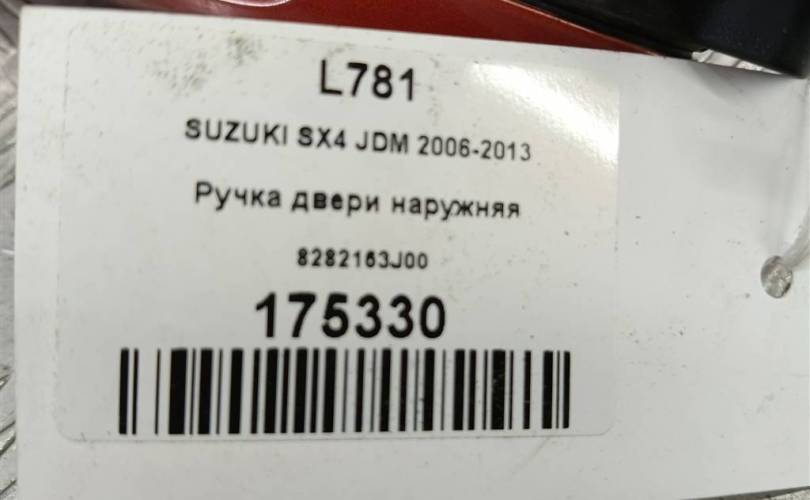 L781
SUZUKI SX4 JDM 2006-2013
Ручка двери наружняя
8282163J00
175330